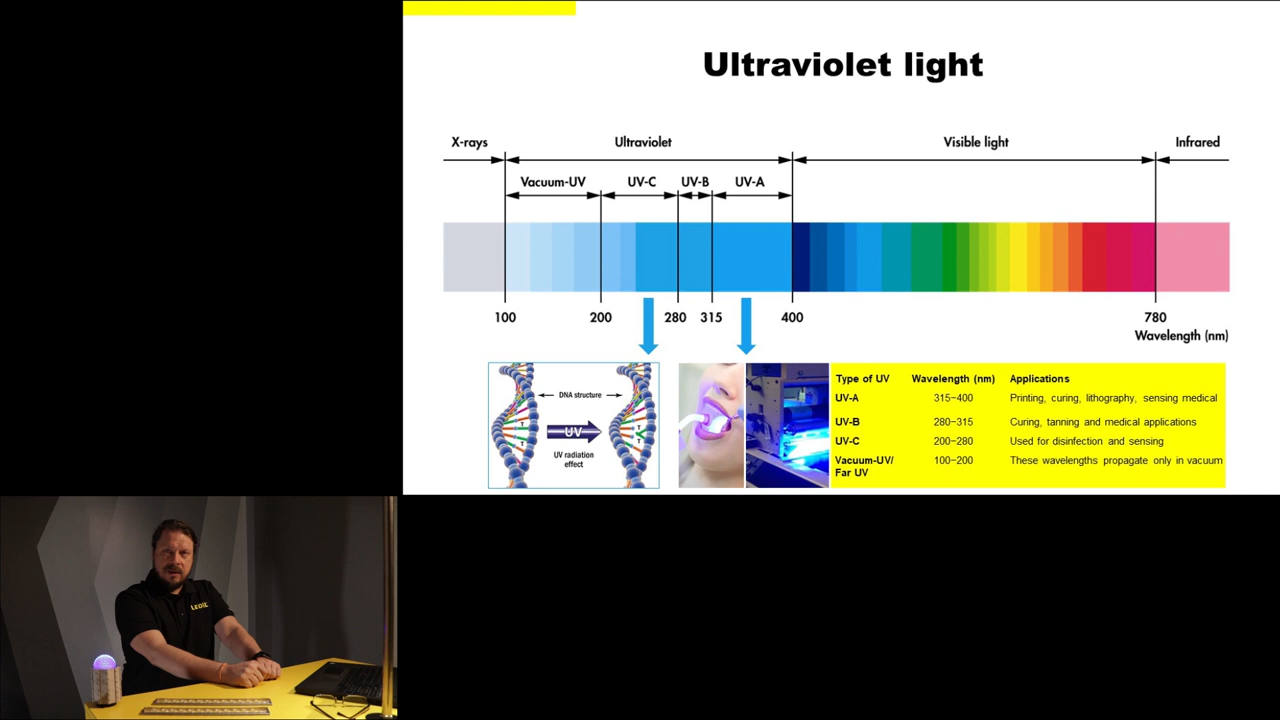 Ultraviolet light
X-rays
Ultraviolet
Visible light
Infrared
Vacuum-UV
UV-C
UV-B
UV-A
100
200
280
315
400
780
Wavelength (nm)
DNA structure
T
T
UV
UV radiation
effect
T
T
Type of UV Wavelength (nm) Applications
UV-A 315–400 Printing, curing, lithography, sensing medical
UV-B 280–315 Curing, tanning and medical applications
UV-C 200–280 Used for disinfection and sensing
Vacuum-UV/ 100–200 These wavelengths propagate only in vacuum
Far UV
LEDiL